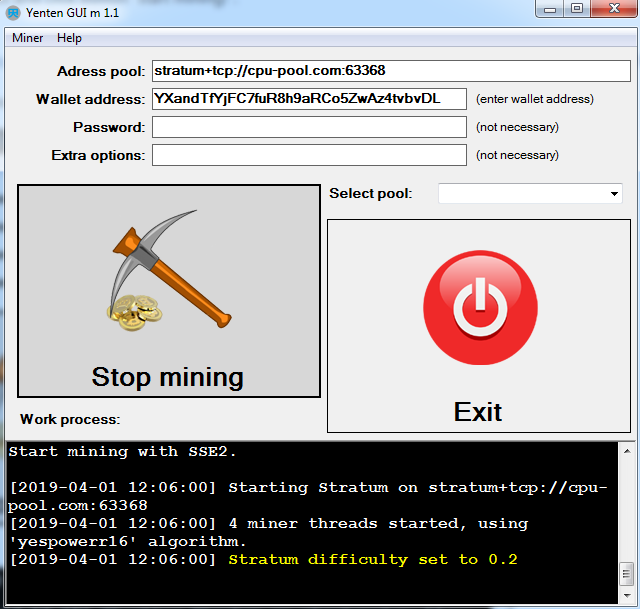 Yenten GUI m 1.1
Miner Help
Adress pool: stratum+tcp://cpu-pool.com:63368
Wallet address: YXandTfYjFC7fuR8h9aRCo5ZwAz4tvbvDL (enter wallet address)
Password: (not necessary)
Extra options: (not necessary)
Select pool:
Stop mining
Exit
Work process:
Start mining with SSE2.
[2019-04-01 12:06:00] Starting Stratum on stratum+tcp://cpu-
pool.com:63368
[2019-04-01 12:06:00] 4 miner threads started, using
'yespowerr16' algorithm.
[2019-04-01 12:06:00] Stratum difficulty set to 0.2